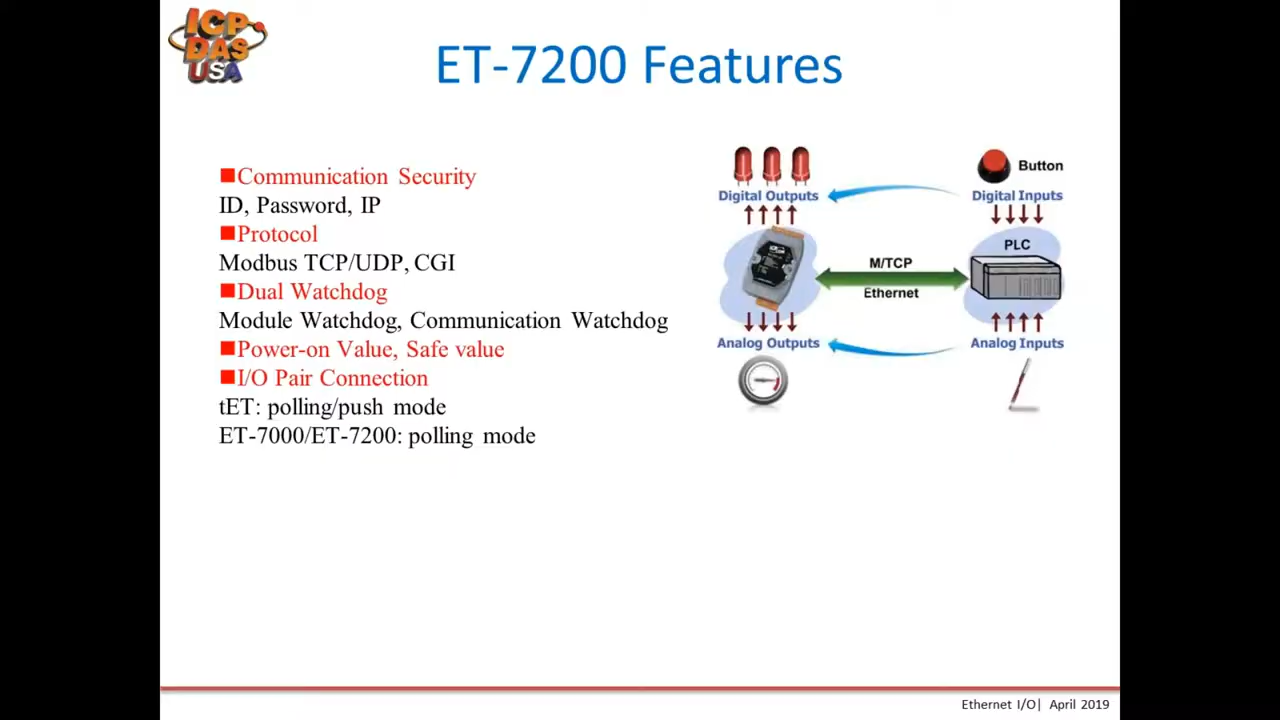 ICP
DAS
USA
ET-7200 Features
■Communication Security
ID, Password, IP
■Protocol
Modbus TCP/UDP, CGI
■Dual Watchdog
Module Watchdog, Communication Watchdog
■Power-on Value, Safe value
■I/O Pair Connection
tET: polling/push mode
ET-7000/ET-7200: polling mode
Button
Digital Outputs
Digital Inputs
PLC
M/TCP
Ethernet
Analog Outputs
Analog Inputs
Ethernet I/O| April 2019